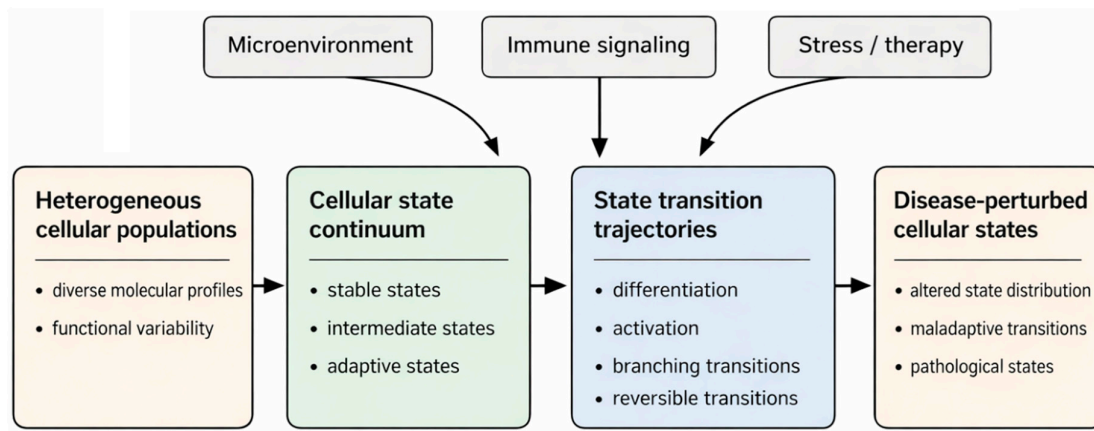 Microenvironment
Immune signaling
Stress / therapy
Heterogeneous
cellular populations
• diverse molecular profiles
• functional variability
Cellular state
continuum
• stable states
• intermediate states
• adaptive states
State transition
trajectories
• differentiation
• activation
• branching transitions
• reversible transitions
Disease-perturbed
cellular states
• altered state distribution
• maladaptive transitions
• pathological states